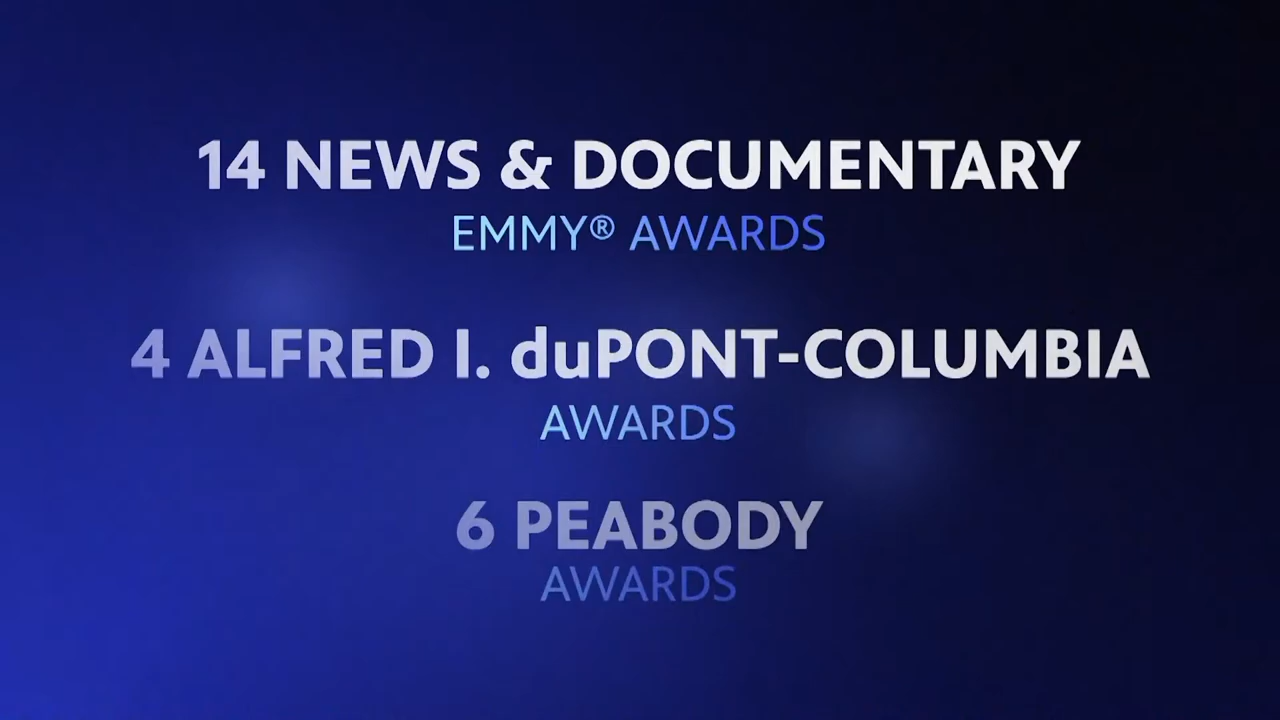 14 NEWS & DOCUMENTARY
EMMY® AWARDS
4 ALFRED I. duPONT-COLUMBIA
AWARDS
6 PEABODY
AWARDS